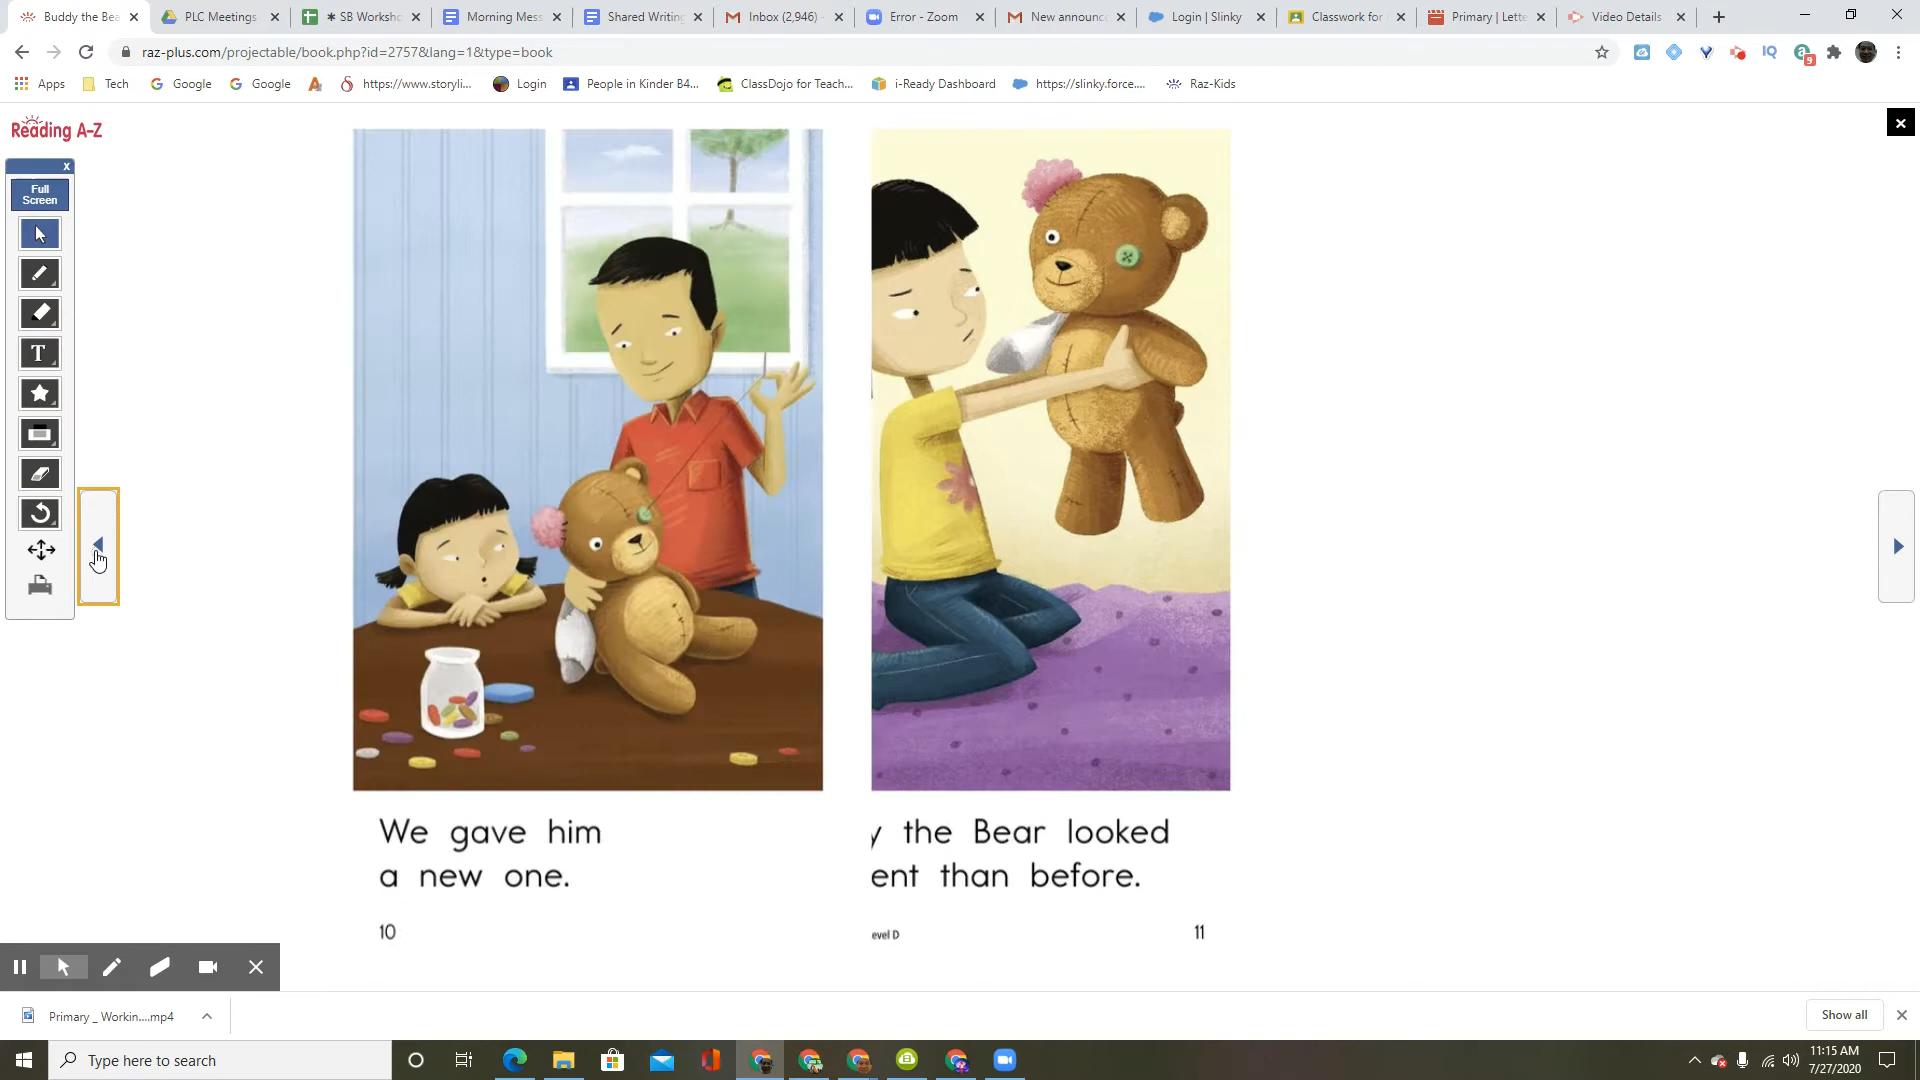 Buddy the Bea
PLC Meetings
SB Worksho
Morning Mess
Shared Writing
Inbox (2,946)
Error - Zoom
New announc
Login | Slinky
Classwork for
Primary | Lette
Video Details
raz-plus.com/projectable/book.php?id=2757&lang=1&type=book
9
Apps
Tech
Google
Google
https://www.storyli...
Login
People in Kinder B4...
ClassDojo for Teach...
i-Ready Dashboard
https://slinky.force....
Raz-Kids
Reading A-Z
x
Full
Screen
T
We gave him
a new one.
10
y the Bear looked
ent than before.
evel D
11
Primary _ Workin....mp4
Show all
Type here to search
11:15 AM
7/27/2020